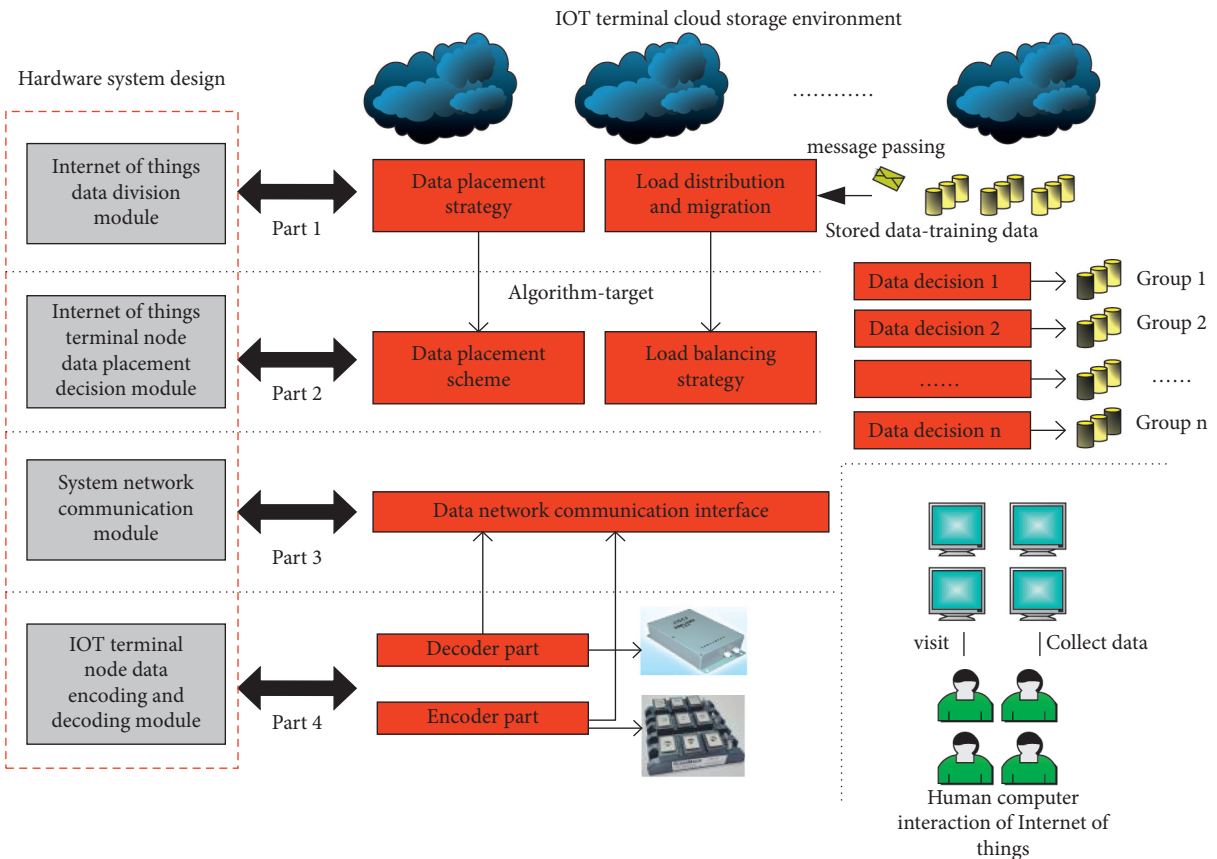 IOT terminal cloud storage environment
Hardware system design
............
message passing
Internet of things
data division
module
Part 1
Data placement
strategy
Load distribution
and migration
Stored data-training data
Algorithm-target
Internet of things
terminal node
data placement
decision module
Part 2
Data placement
scheme
Load balancing
strategy
Data decision 1
Group 1
Data decision 2
Group 2
......
......
Data decision n
Group n
System network
communication
module
Part 3
Data network communication interface
IOT terminal
node data
encoding and
decoding module
Part 4
Decoder part
Encoder part
visit
Collect data
Human computer
interaction of Internet of
things